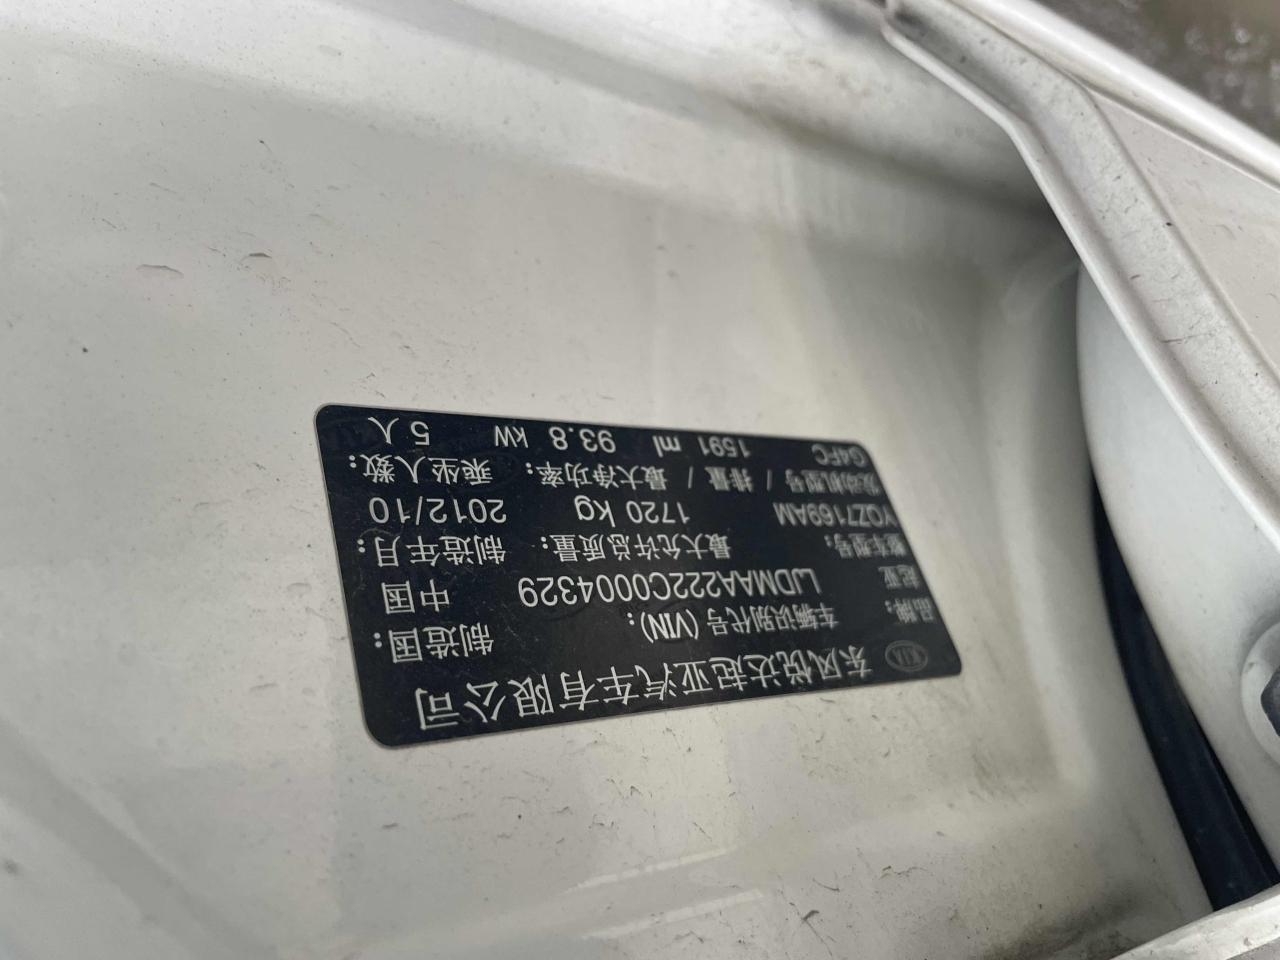 KIA 东风悦达起亚汽车有限公司
品牌: 车辆识别代号 (VIN): 制造国:
起亚 LJDMAA222C0004329 中国
整车型号: 最大允许总质量: 制造年月:
YQZ7169AM 1720 kg 2012/10
发动机型号 / 排量 / 最大净功率: 乘坐人数:
G4FC 1591 ml 93.8 kW 5人